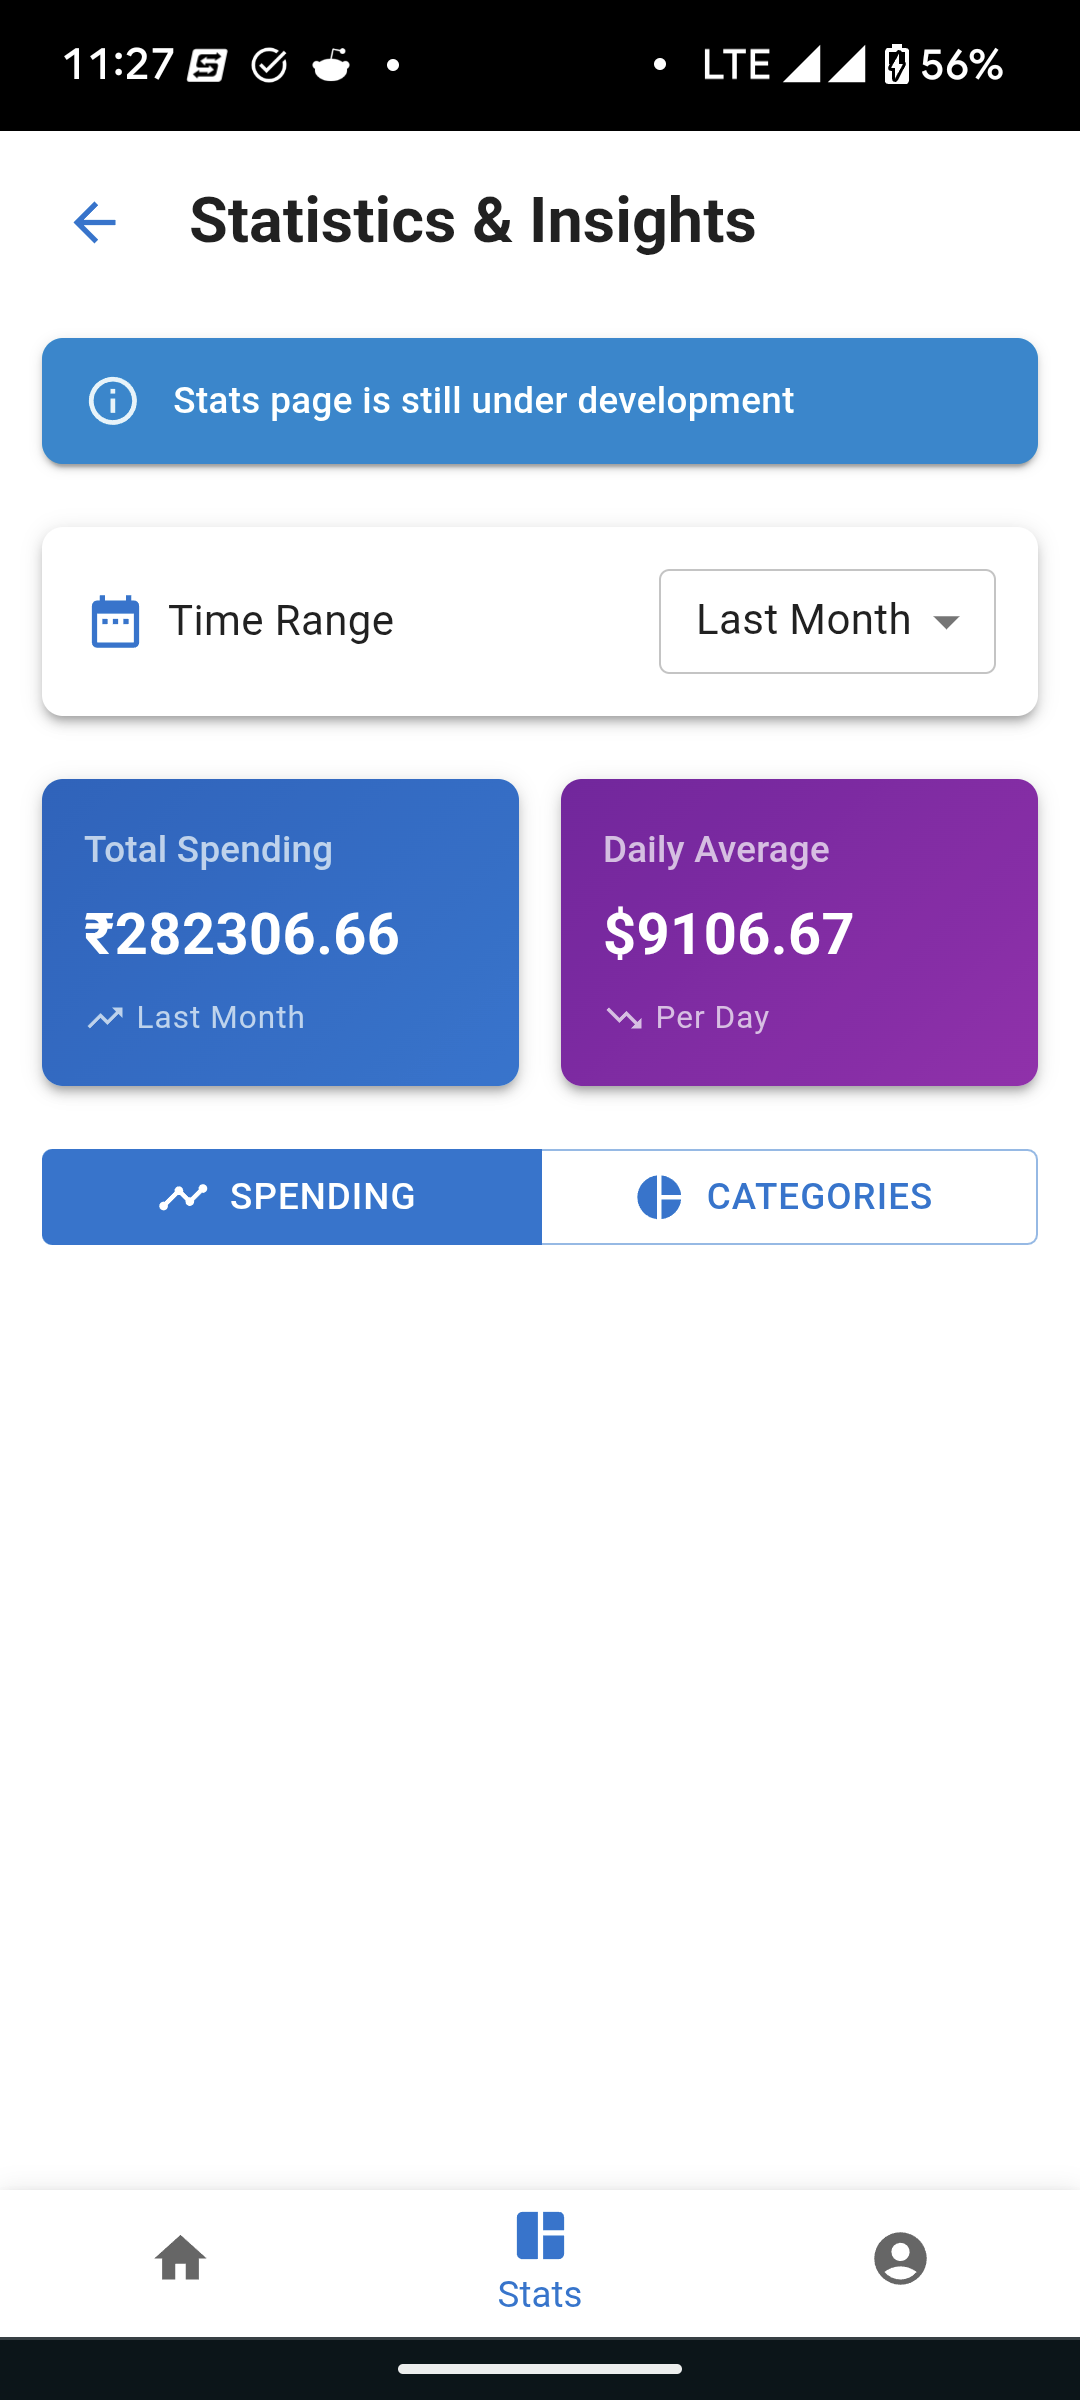 11:27
LTE 56%
Statistics & Insights
Stats page is still under development
Time Range
Last Month
Total Spending
₹282306.66
Last Month
Daily Average
$9106.67
Per Day
SPENDING
CATEGORIES
Stats